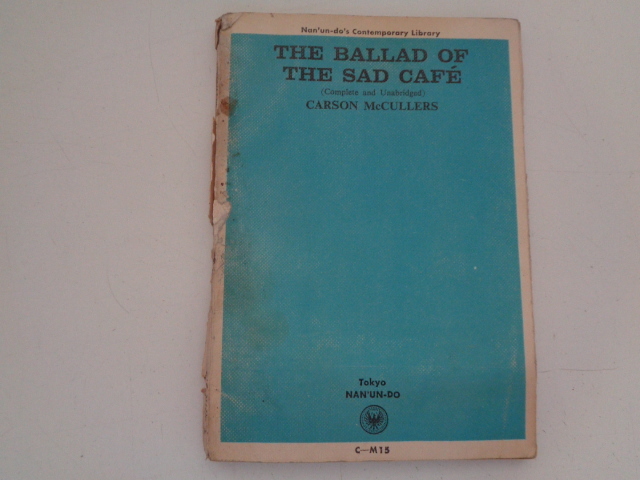 Nan'un-do's Contemporary Library
THE BALLAD OF
THE SAD CAFÉ
(Complete and Unabridged)
CARSON McCULLERS
Tokyo
NAN'UN-DO
C—M15